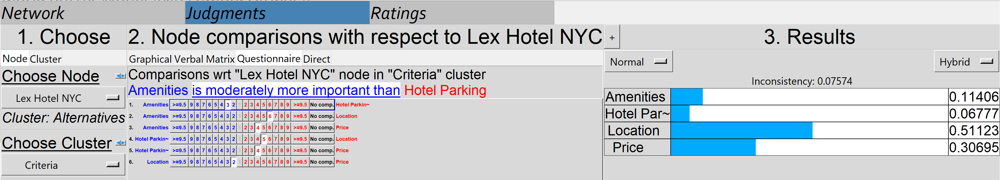 Network Judgments Ratings
1. Choose
2. Node comparisons with respect to Lex Hotel NYC
+
3. Results
Node Cluster
Graphical Verbal Matrix Questionnaire Direct
Normal
Hybrid
Choose Node
Lex Hotel NYC
Cluster: Alternatives
Choose Cluster
Criteria
Comparisons wrt "Lex Hotel NYC" node in "Criteria" cluster
Amenities is moderately more important than Hotel Parking
1. Amenities >=9.5 9 8 7 6 5 4 3 2 1 2 3 4 5 6 7 8 9 >=9.5 No comp. Hotel Parkin~
2. Amenities >=9.5 9 8 7 6 5 4 3 2 1 2 3 4 5 6 7 8 9 >=9.5 No comp. Location
3. Amenities >=9.5 9 8 7 6 5 4 3 2 1 2 3 4 5 6 7 8 9 >=9.5 No comp. Price
4. Hotel Parkin~ >=9.5 9 8 7 6 5 4 3 2 1 2 3 4 5 6 7 8 9 >=9.5 No comp. Location
5. Hotel Parkin~ >=9.5 9 8 7 6 5 4 3 2 1 2 3 4 5 6 7 8 9 >=9.5 No comp. Price
6. Location >=9.5 9 8 7 6 5 4 3 2 1 2 3 4 5 6 7 8 9 >=9.5 No comp. Price
Inconsistency: 0.07574
Amenities 0.11406
Hotel Par~ 0.06777
Location 0.51123
Price 0.30695